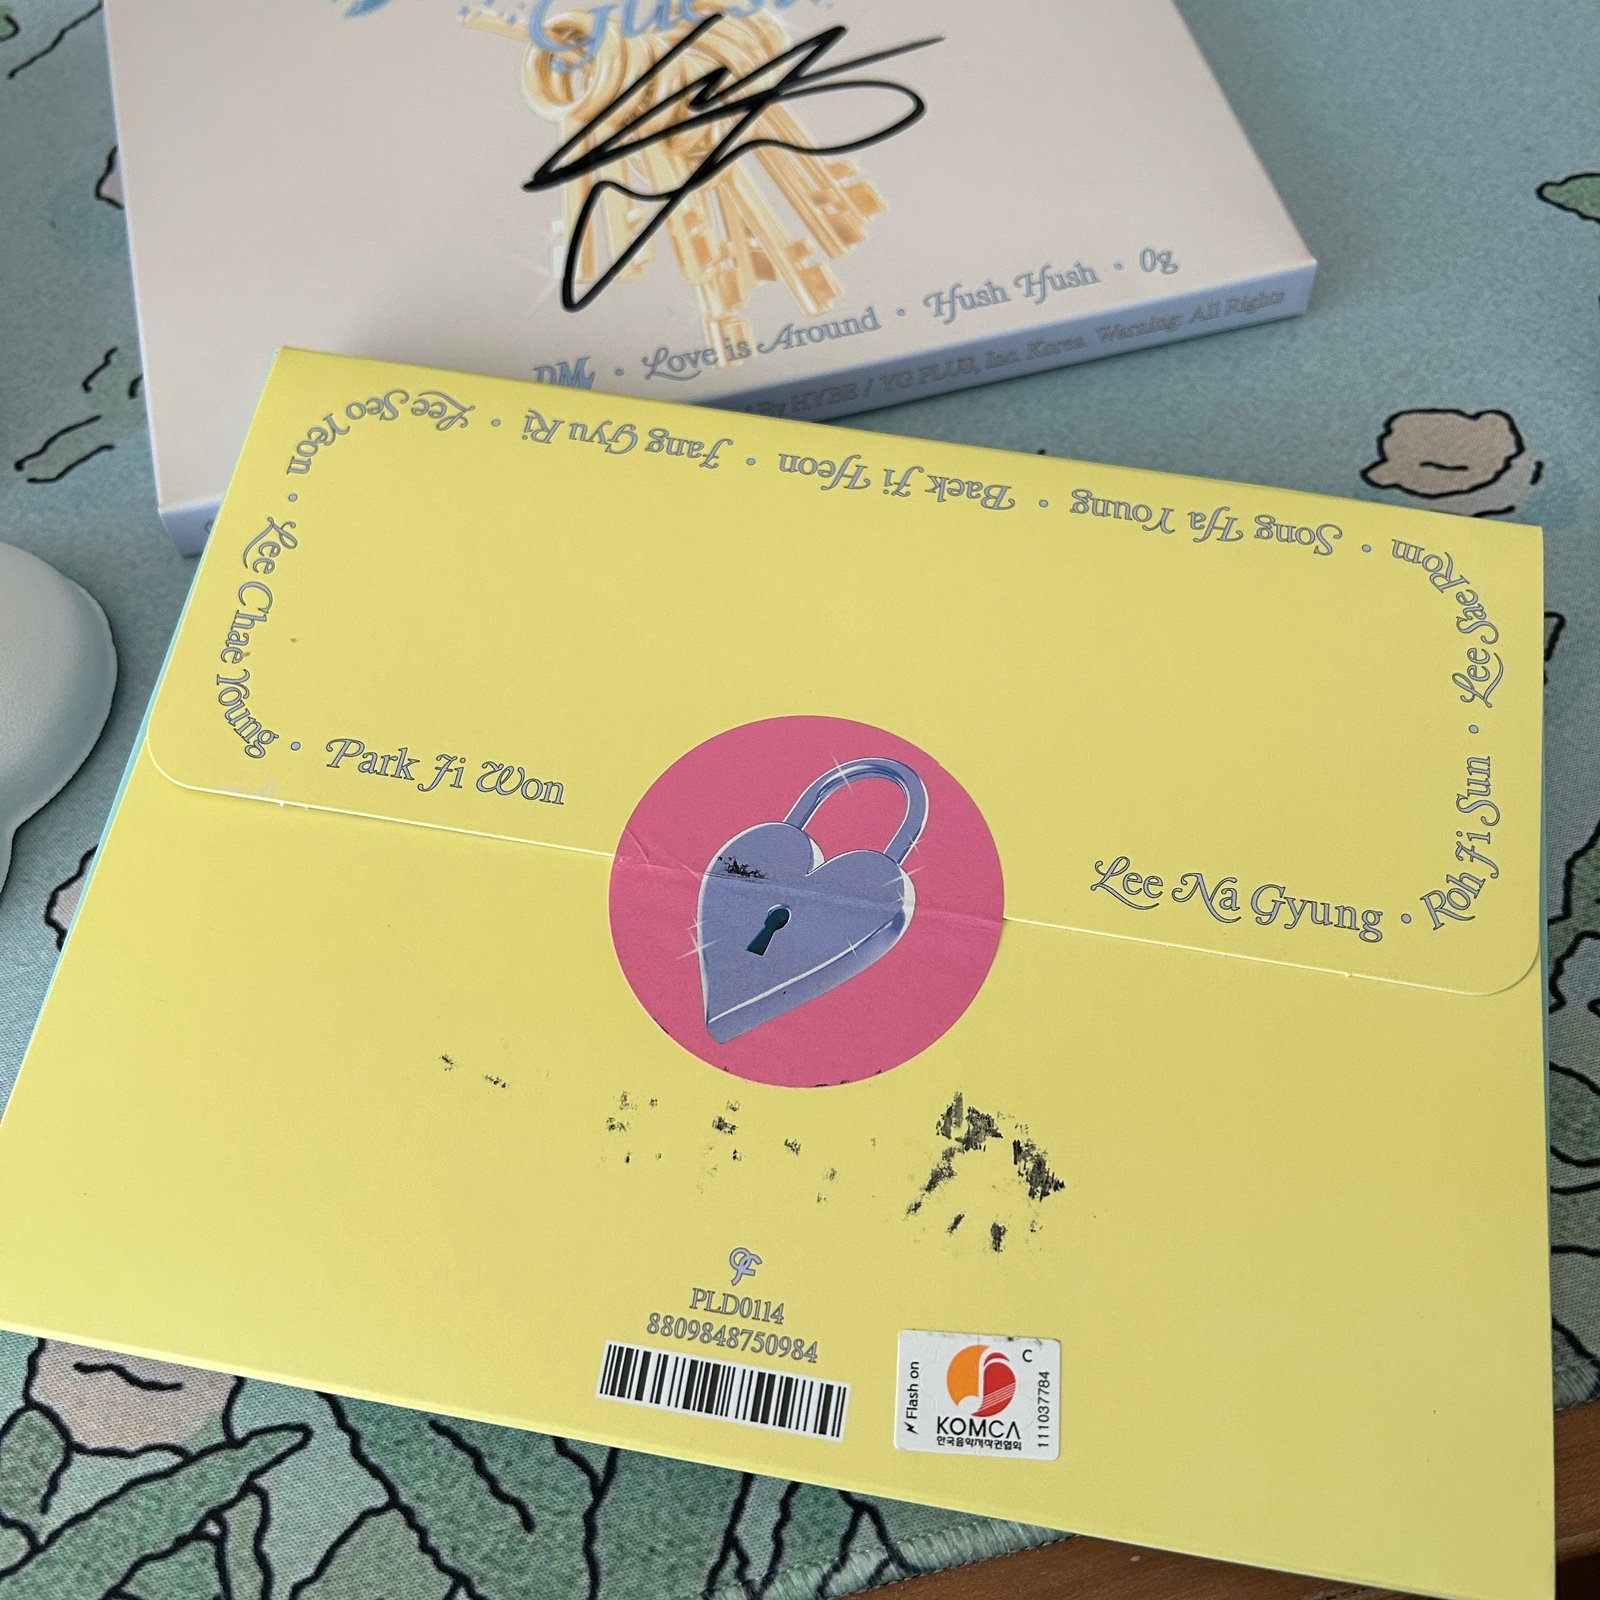 Guest
DM • Love is Around • Hush Hush • 0g
By HYBE / YG PLUS, Inc. Korea. Warning: All Rights
Lee Na Gyung • Roh Ji Sun • Lee Sae Rom • Song Ha Young • Baek Ji Heon • Jang Gyu Ri • Lee Seo Yeon • Lee Chae Young • Park Ji Won
PLD0114
8809848750984
Flash on
C
KOMCA
한국음악저작권협회
111037784